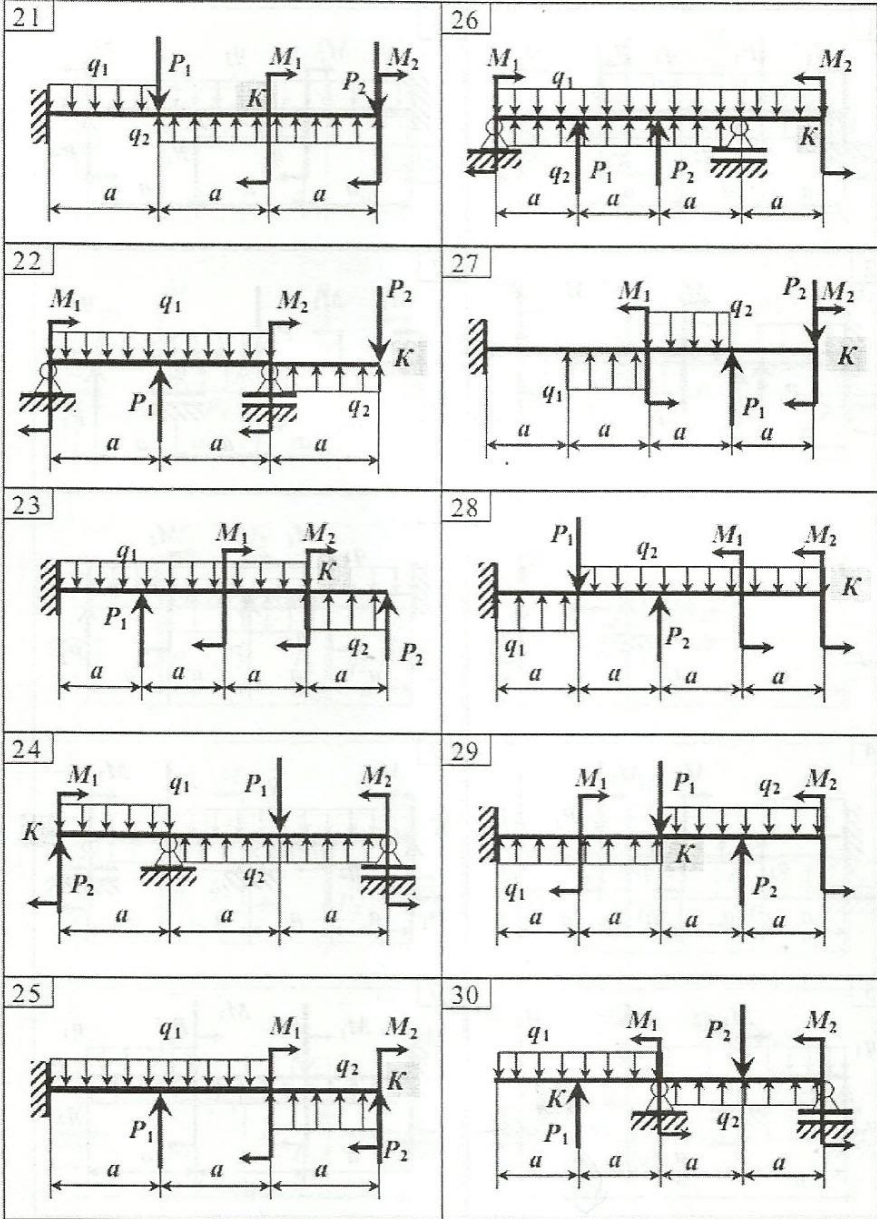 21
q₁ P₁ M₁ M₂
K P₂
q₂
a a a
26
M₁ q₁ M₂
K
q₂ P₁ P₂
a a a a
22
M₁ q₁ M₂ P₂
K
P₁ q₂
a a a
27
M₁ q₂ P₂ M₂
K
q₁ P₁
a a a a
23
q₁ M₁ M₂
K
P₁ q₂ P₂
a a a a
28
P₁ q₂ M₁ M₂
K
q₁ P₂
a a a a
24
M₁ q₁ P₁ M₂
K
P₂ q₂
a a a
29
M₁ P₁ q₂ M₂
K
q₁ P₂
a a a a
25
q₁ M₁ M₂
q₂ K
P₁ P₂
a a a
30
q₁ M₁ P₂ M₂
K
P₁ q₂
a a a a